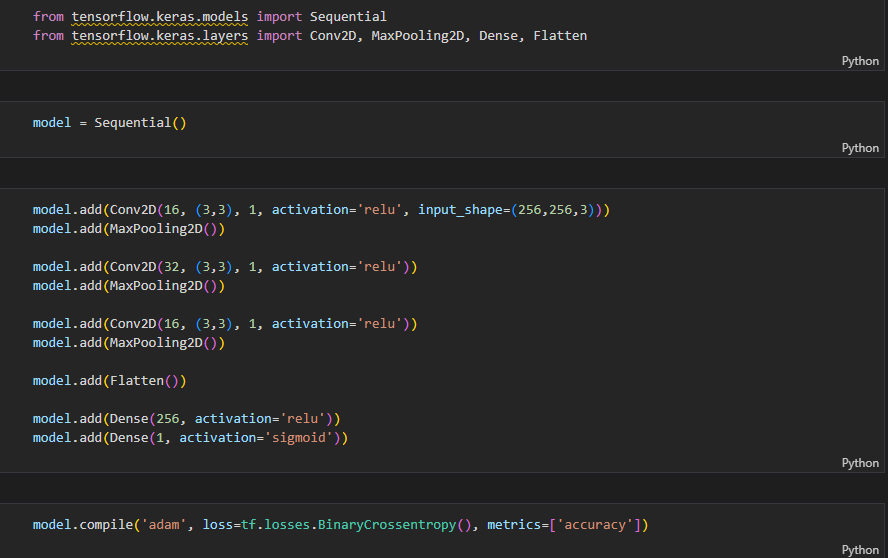 from tensorflow.keras.models import Sequential
from tensorflow.keras.layers import Conv2D, MaxPooling2D, Dense, Flatten
Python
model = Sequential()
Python
model.add(Conv2D(16, (3,3), 1, activation='relu', input_shape=(256,256,3)))
model.add(MaxPooling2D())
model.add(Conv2D(32, (3,3), 1, activation='relu'))
model.add(MaxPooling2D())
model.add(Conv2D(16, (3,3), 1, activation='relu'))
model.add(MaxPooling2D())
model.add(Flatten())
model.add(Dense(256, activation='relu'))
model.add(Dense(1, activation='sigmoid'))
Python
model.compile('adam', loss=tf.losses.BinaryCrossentropy(), metrics=['accuracy'])
Python